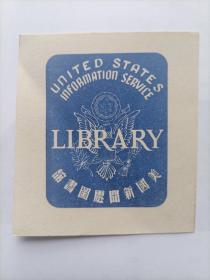 UNITED STATES
INFORMATION SERVICE
LIBRARY
美國新聞處圖書館